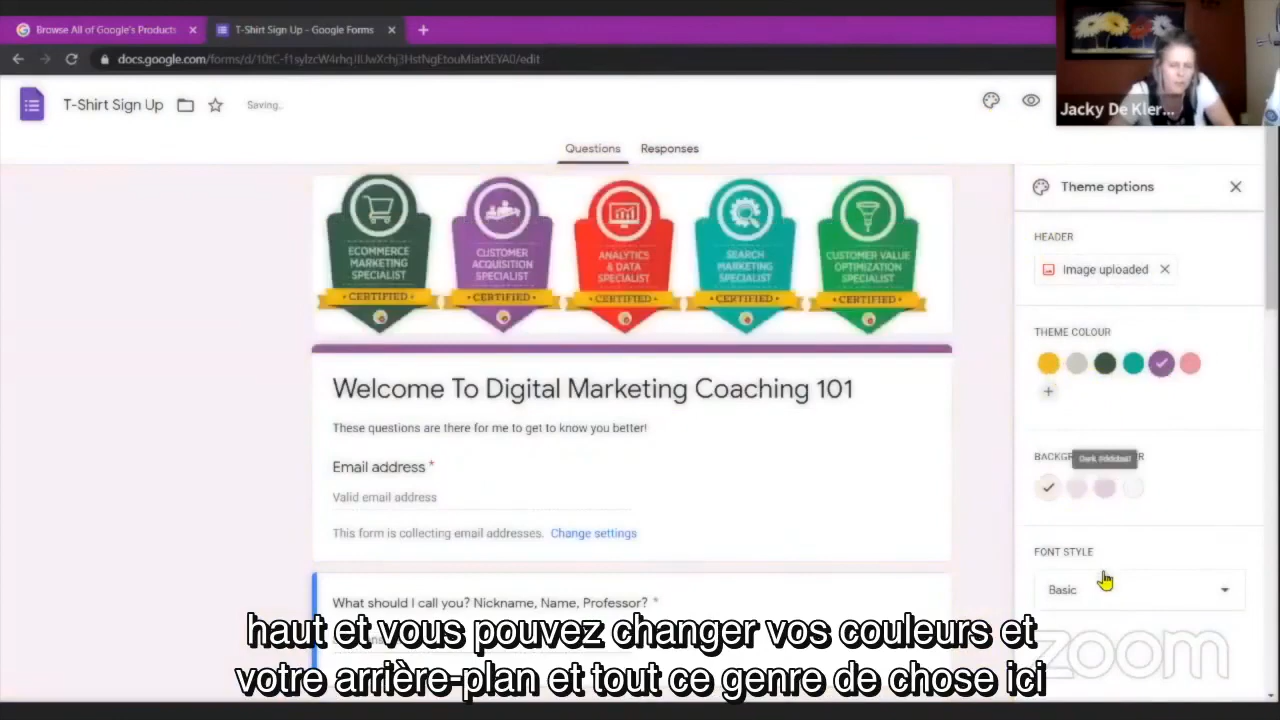 Browse All of Google's Products
T-Shirt Sign Up - Google Forms
T-Shirt Sign Up
Saving..
Jacky De Kler...
Questions
Responses
ECOMMERCE
MARKETING
SPECIALIST
CERTIFIED
CUSTOMER
ACQUISITION
SPECIALIST
CERTIFIED
ANALYTICS
& DATA
SPECIALIST
CERTIFIED
SEARCH
MARKETING
SPECIALIST
CERTIFIED
CUSTOMER VALUE
OPTIMIZATION
SPECIALIST
CERTIFIED
Theme options
HEADER
Image uploaded
THEME COLOUR
Welcome To Digital Marketing Coaching 101
These questions are there for me to get to know you better!
Email address *
Valid email address
This form is collecting email addresses. Change settings
FONT STYLE
Basic
What should I call you? Nickname, Name, Professor? *
haut et vous pouvez changer vos couleurs et
votre arrière-plan et tout ce genre de chose ici
zoom